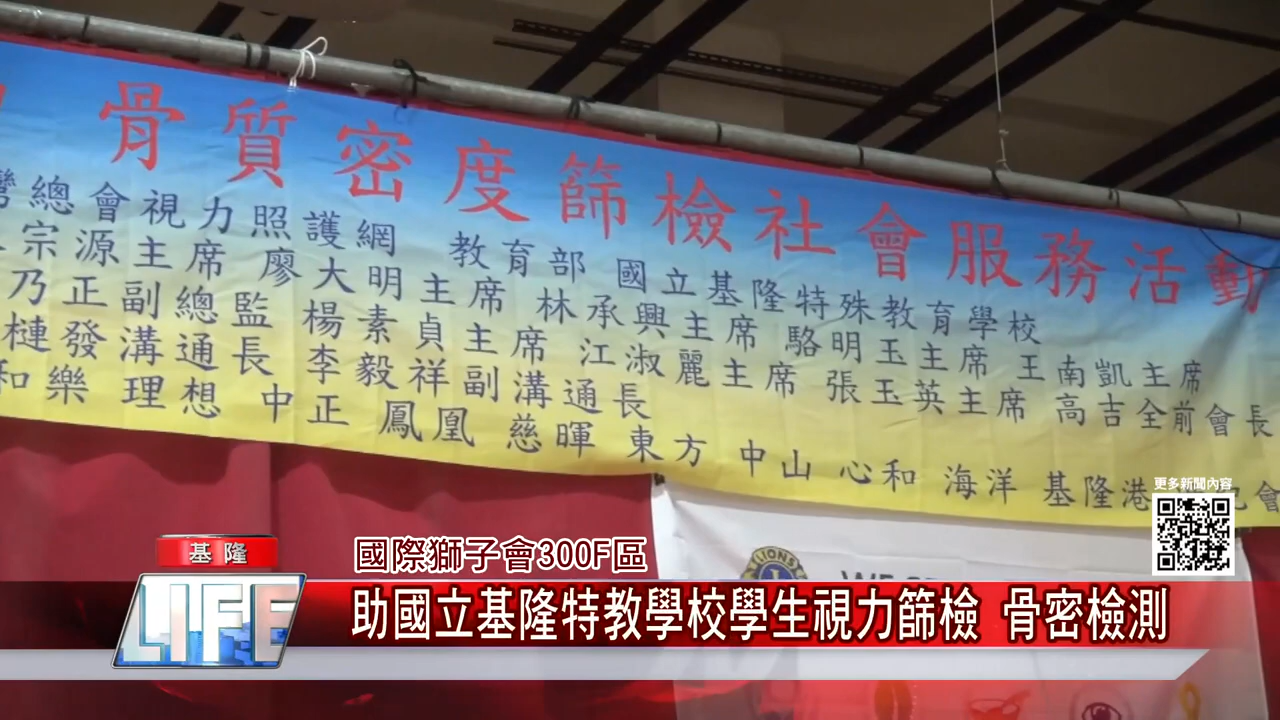 骨質密度篩檢社會服務活動
總會視力照護網 教育部 國立基隆特殊教育學校
宗源主席 廖大明主席 林承興主席 駱明玉主席 王南凱主席
乃正副總監 楊素貞主席 江淑麗主席 張玉英主席 高吉全前會長
槤發溝通長 李毅祥副溝通長
和樂 理想 中正 鳳凰 慈暉 東方 中山 心和 海洋 基隆港
更多新聞內容
LIONS
基隆
LIFE
國際獅子會300F區
助國立基隆特教學校學生視力篩檢 骨密檢測